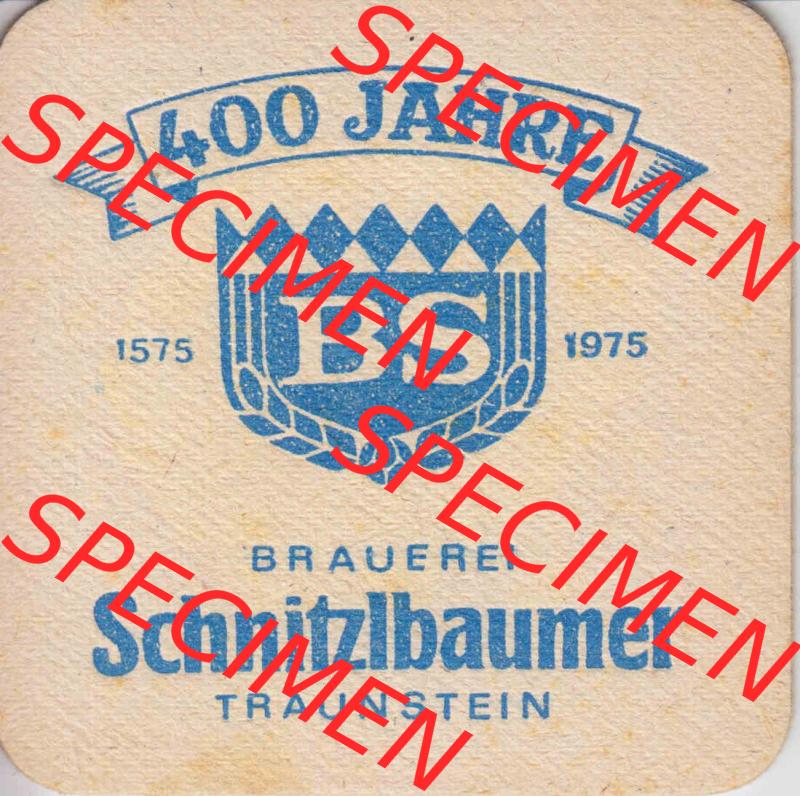 400 JAHRE
BS
1575
1975
BRAUEREI
Schnitzlbaumer
TRAUNSTEIN
SPECIMEN
SPECIMEN
SPECIMEN
SPECIMEN